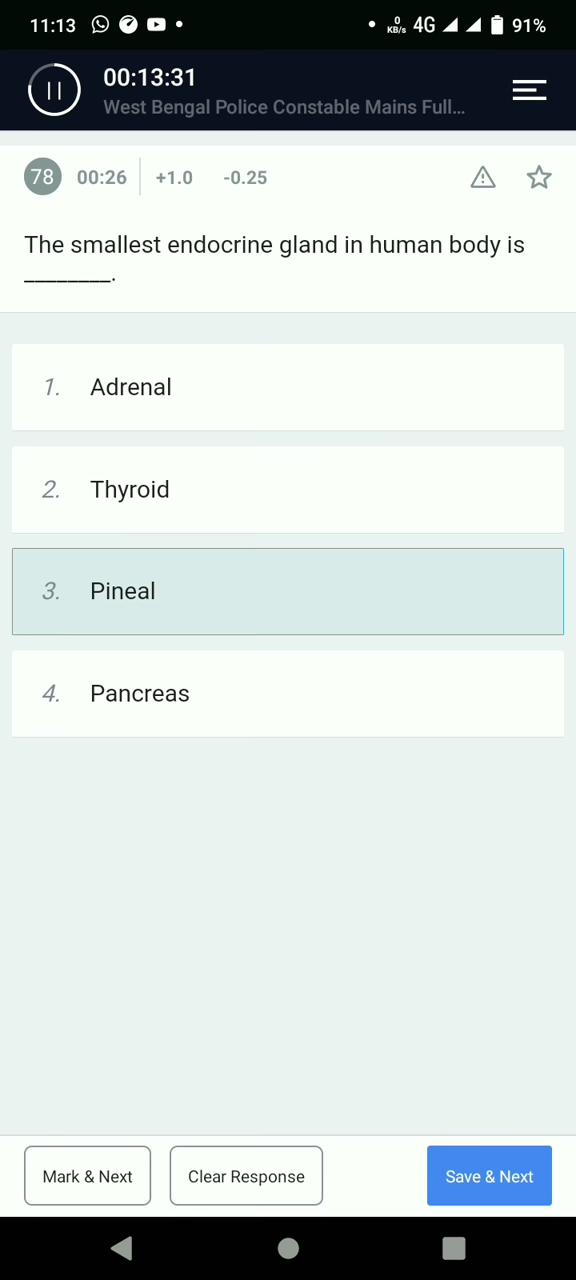 11:13 0 KB/s 4G 91%
00:13:31
West Bengal Police Constable Mains Full...
78 00:26 +1.0 -0.25
The smallest endocrine gland in human body is
________.
1. Adrenal
2. Thyroid
3. Pineal
4. Pancreas
Mark & Next Clear Response Save & Next